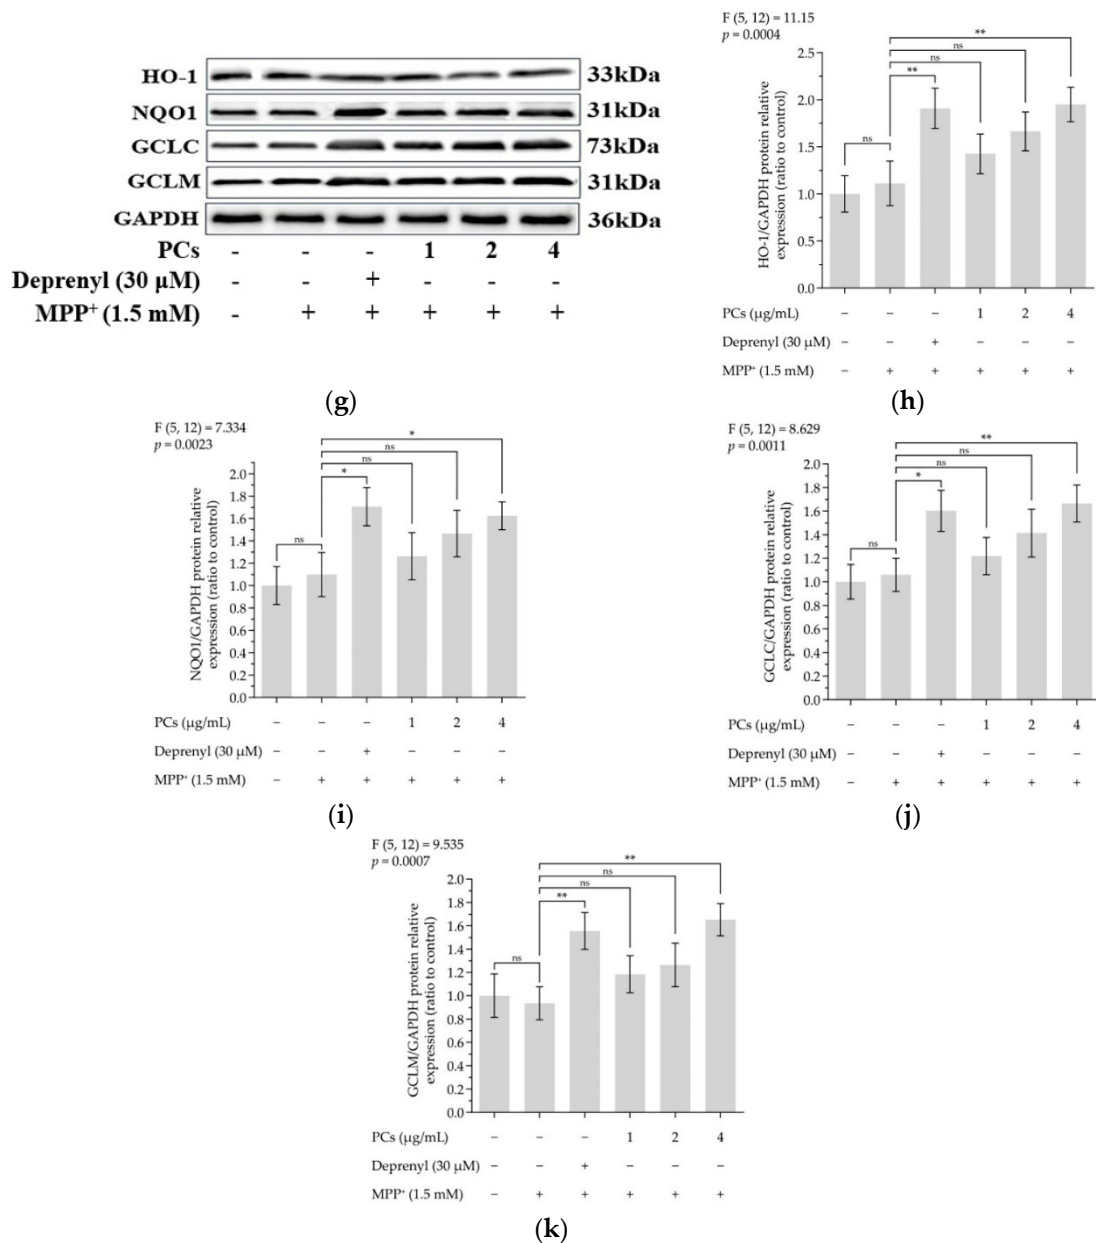 HO-1 33kDa
NQO1 31kDa
GCLC 73kDa
GCLM 31kDa
GAPDH 36kDa
PCs - - - 1 2 4
Deprenyl (30 μM) - - + - - -
MPP⁺ (1.5 mM) - + + + + +
(g)
F (5, 12) = 11.15
p = 0.0004
HO-1/GAPDH protein relative
expression (ratio to control)
2.5
2.0
1.5
1.0
0.5
0.0
ns
**
ns
ns
**
PCs (μg/mL) – – – 1 2 4
Deprenyl (30 μM) – – + – – –
MPP⁺ (1.5 mM) – + + + + +
(h)
F (5, 12) = 7.334
p = 0.0023
NQO1/GAPDH protein relative
expression (ratio to control)
2.0
1.8
1.6
1.4
1.2
1.0
0.8
0.6
0.4
0.2
0.0
ns
*
ns
ns
*
PCs (μg/mL) – – – 1 2 4
Deprenyl (30 μM) – – + – – –
MPP⁺ (1.5 mM) – + + + + +
(i)
F (5, 12) = 8.629
p = 0.0011
GCLC/GAPDH protein relative
expression (ratio to control)
2.0
1.8
1.6
1.4
1.2
1.0
0.8
0.6
0.4
0.2
0.0
ns
*
ns
ns
**
PCs (μg/mL) – – – 1 2 4
Deprenyl (30 μM) – – + – – –
MPP⁺ (1.5 mM) – + + + + +
(j)
F (5, 12) = 9.535
p = 0.0007
GCLM/GAPDH protein relative
expression (ratio to control)
2.0
1.8
1.6
1.4
1.2
1.0
0.8
0.6
0.4
0.2
0.0
ns
**
ns
ns
**
PCs (μg/mL) – – – 1 2 4
Deprenyl (30 μM) – – + – – –
MPP⁺ (1.5 mM) – + + + + +
(k)